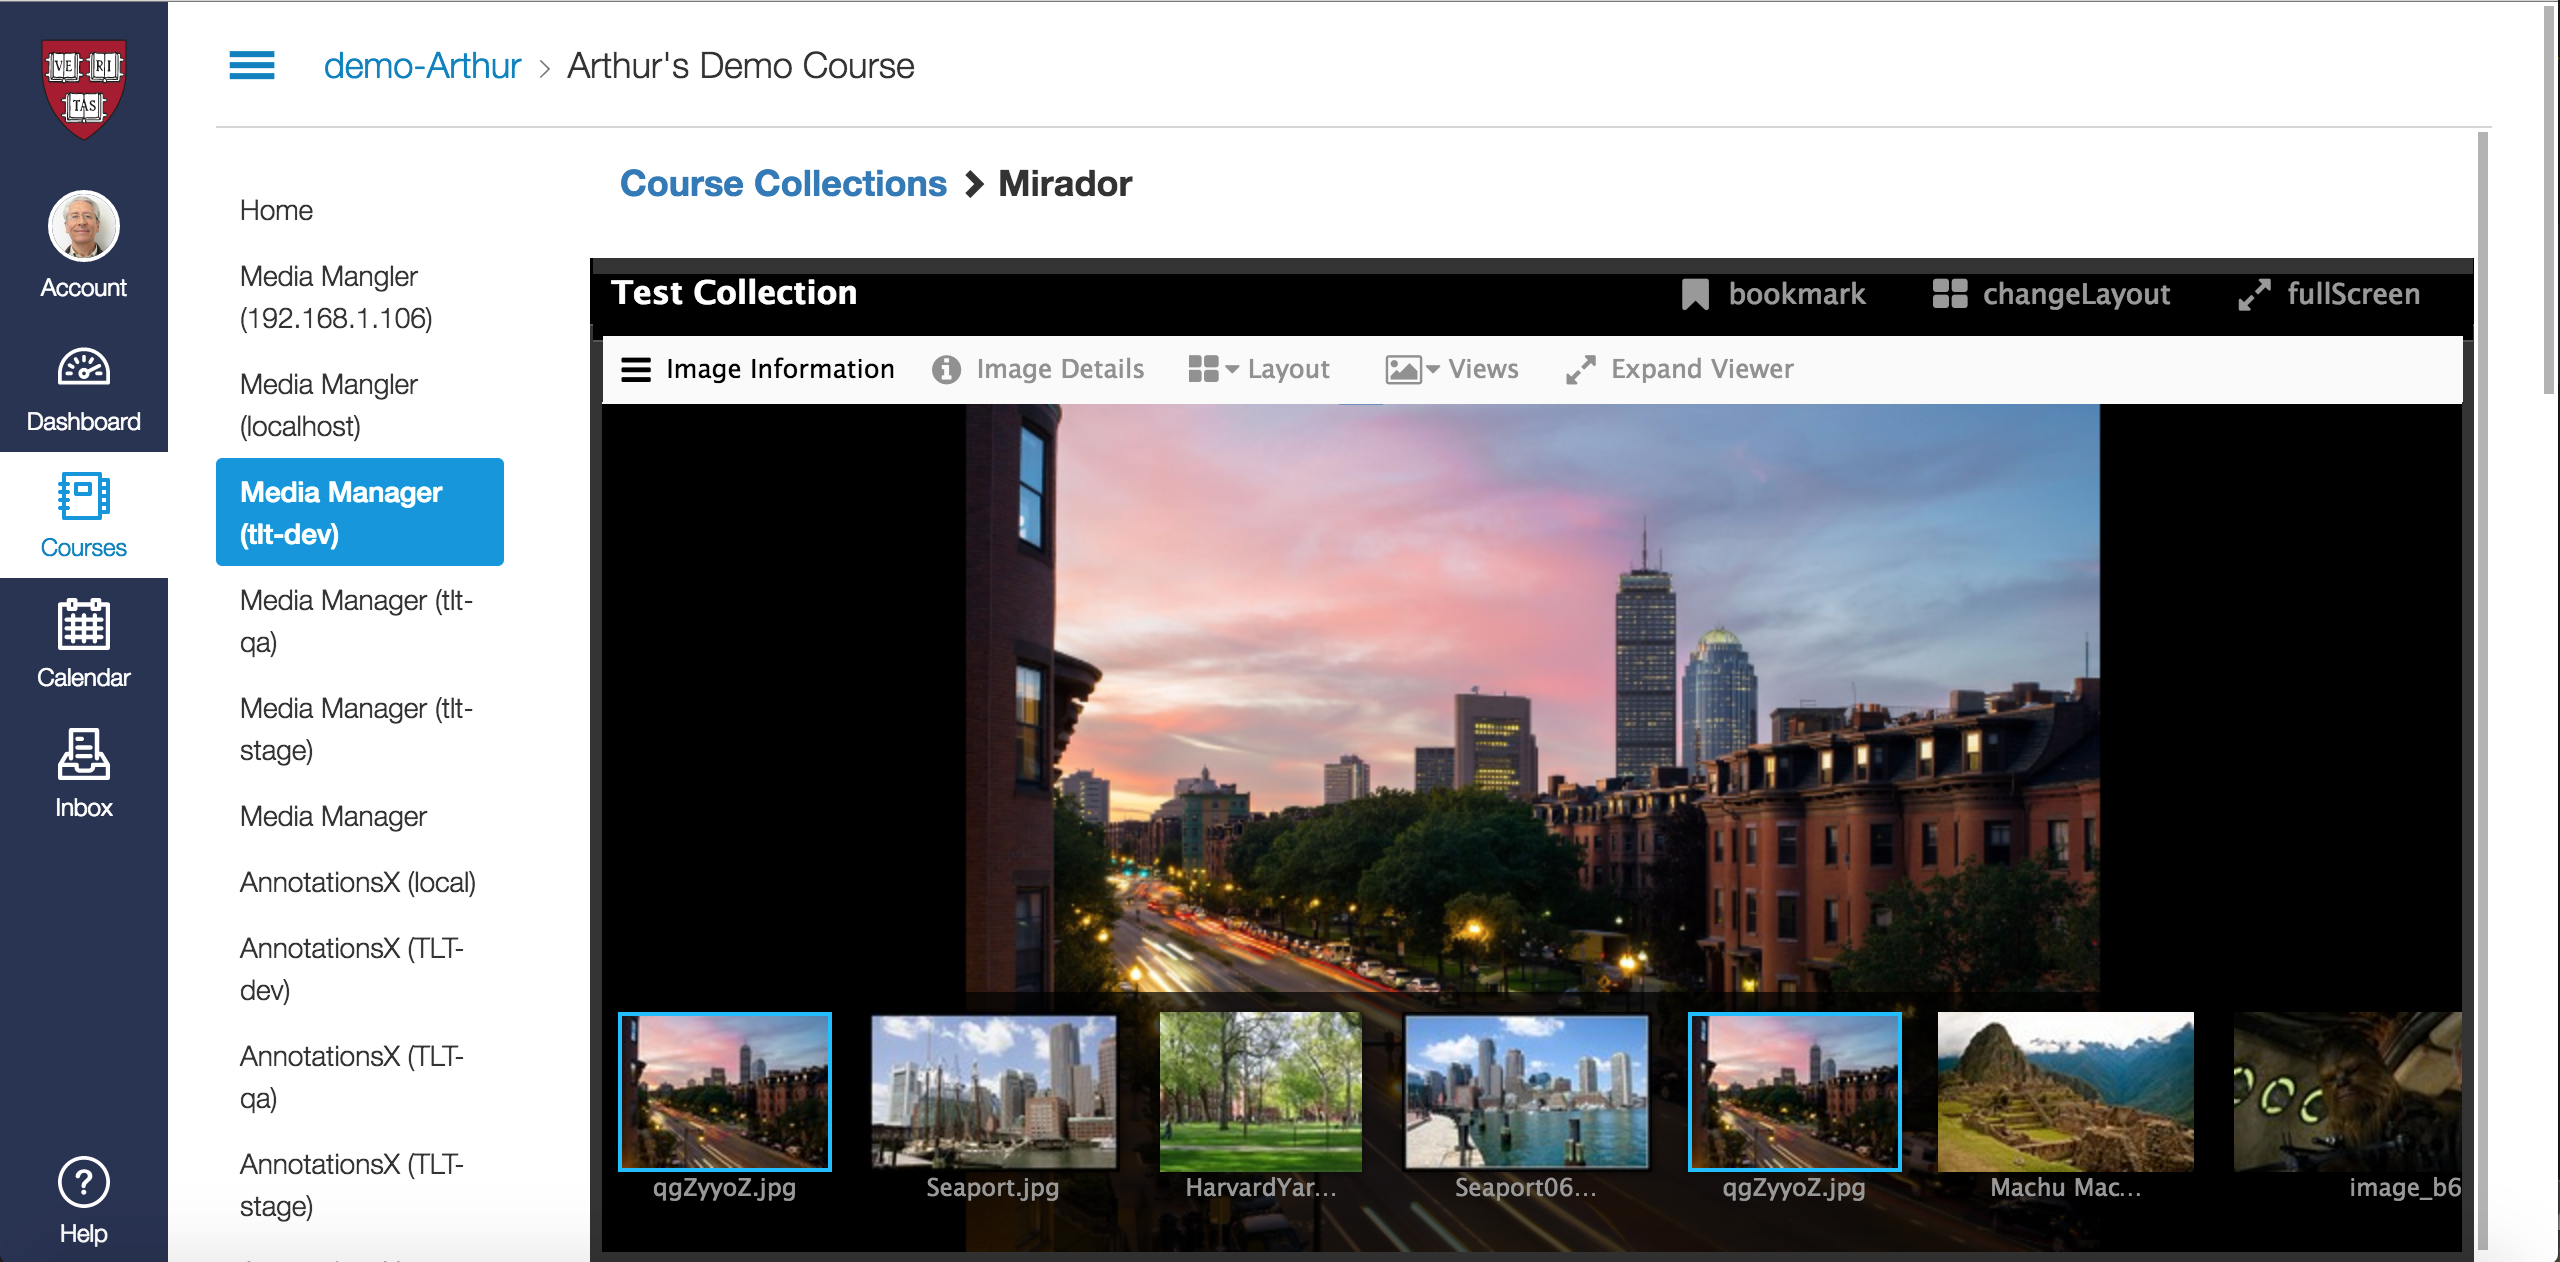 VE RI
TAS
Account
Dashboard
Courses
Calendar
Inbox
Help
demo-Arthur > Arthur's Demo Course
Home
Media Mangler
(192.168.1.106)
Media Mangler
(localhost)
Media Manager
(tlt-dev)
Media Manager (tlt-
qa)
Media Manager (tlt-
stage)
Media Manager
AnnotationsX (local)
AnnotationsX (TLT-
dev)
AnnotationsX (TLT-
qa)
AnnotationsX (TLT-
stage)
Course Collections > Mirador
Test Collection bookmark changeLayout fullScreen
Image Information Image Details Layout Views Expand Viewer
qgZyyoZ.jpg Seaport.jpg HarvardYar... Seaport06... qgZyyoZ.jpg Machu Mac... image_b6